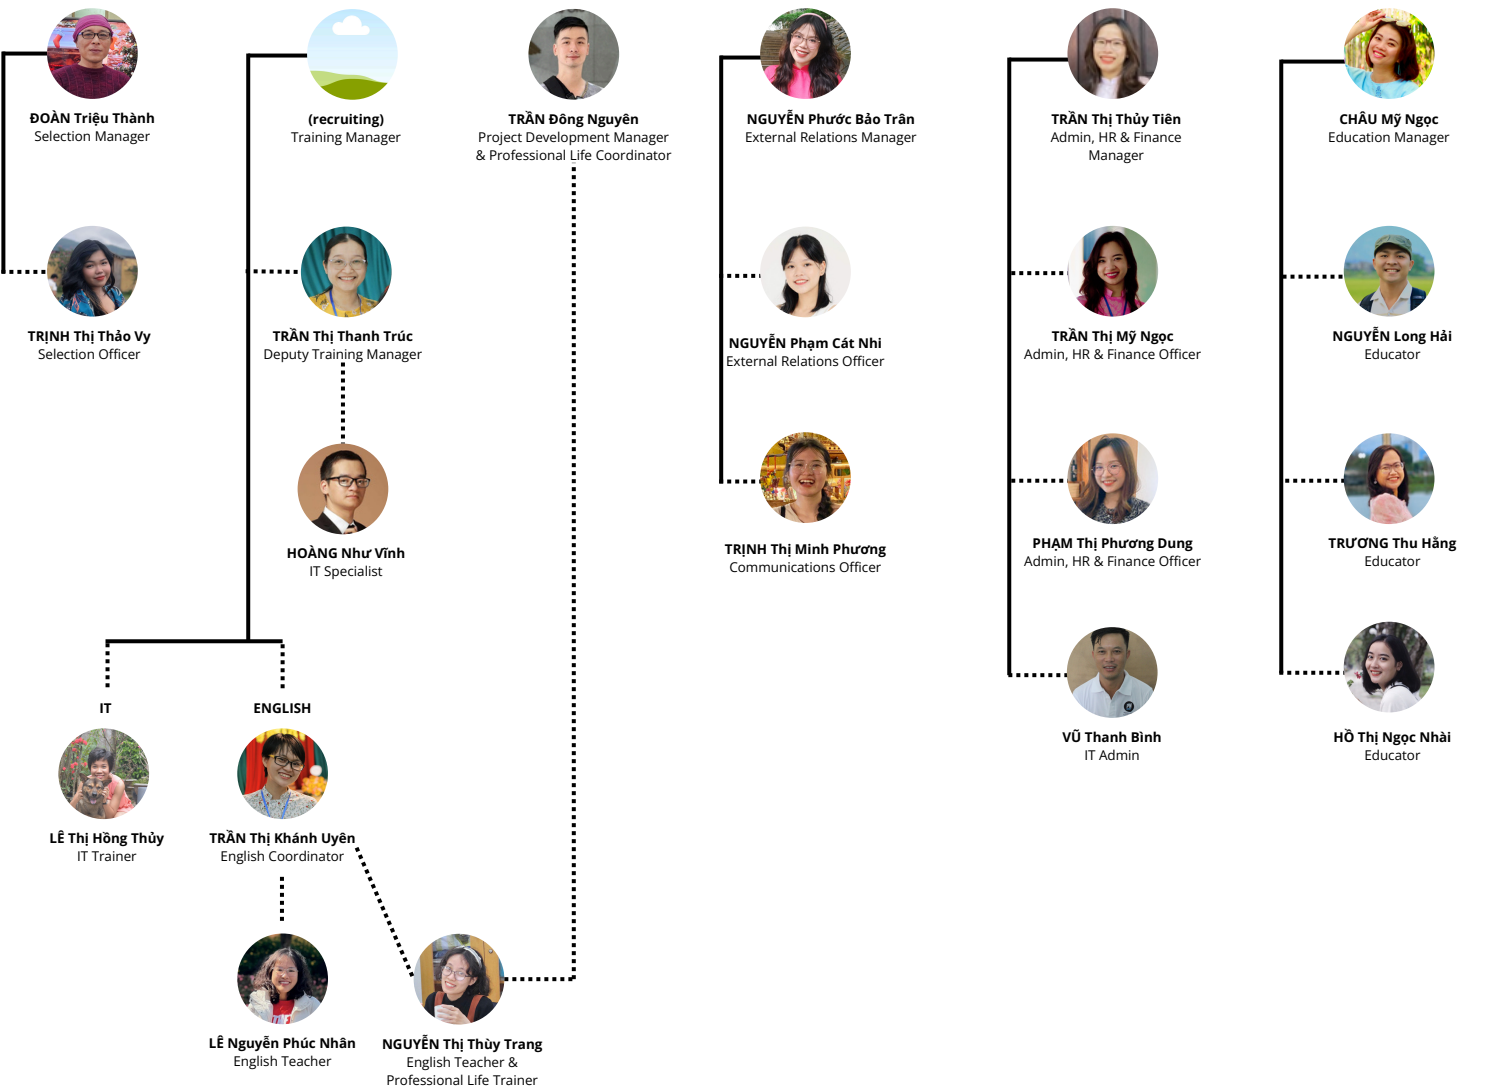 ĐOÀN Triệu Thành
Selection Manager
(recruiting)
Training Manager
TRẦN Đông Nguyên
Project Development Manager
& Professional Life Coordinator
NGUYỄN Phước Bảo Trân
External Relations Manager
TRẦN Thị Thủy Tiên
Admin, HR & Finance
Manager
CHÂU Mỹ Ngọc
Education Manager
TRỊNH Thị Thảo Vy
Selection Officer
TRẦN Thị Thanh Trúc
Deputy Training Manager
NGUYỄN Phạm Cát Nhi
External Relations Officer
TRẦN Thị Mỹ Ngọc
Admin, HR & Finance Officer
NGUYỄN Long Hải
Educator
HOÀNG Như Vĩnh
IT Specialist
TRỊNH Thị Minh Phương
Communications Officer
PHẠM Thị Phương Dung
Admin, HR & Finance Officer
TRƯƠNG Thu Hằng
Educator
IT
ENGLISH
VŨ Thanh Bình
IT Admin
HỒ Thị Ngọc Nhài
Educator
LÊ Thị Hồng Thủy
IT Trainer
TRẦN Thị Khánh Uyên
English Coordinator
LÊ Nguyễn Phúc Nhân
English Teacher
NGUYỄN Thị Thùy Trang
English Teacher &
Professional Life Trainer